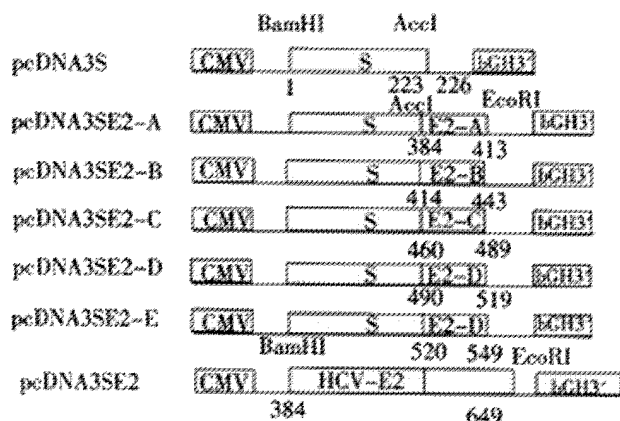 BamHI AccI
pcDNA3S CMV S bGH3'
1 223 226
AccI EcoRI
pcDNA3SE2-A CMV S E2-A bGH3'
384 413
pcDNA3SE2-B CMV S E2-B bGH3'
414 443
pcDNA3SE2-C CMV S E2-C bGH3'
460 489
pcDNA3SE2-D CMV S E2-D bGH3'
490 519
pcDNA3SE2-E CMV S E2-D bGH3'
BamHI 520 549 EcoRI
pcDNA3SE2 CMV HCV-E2 bGH3'
384 649